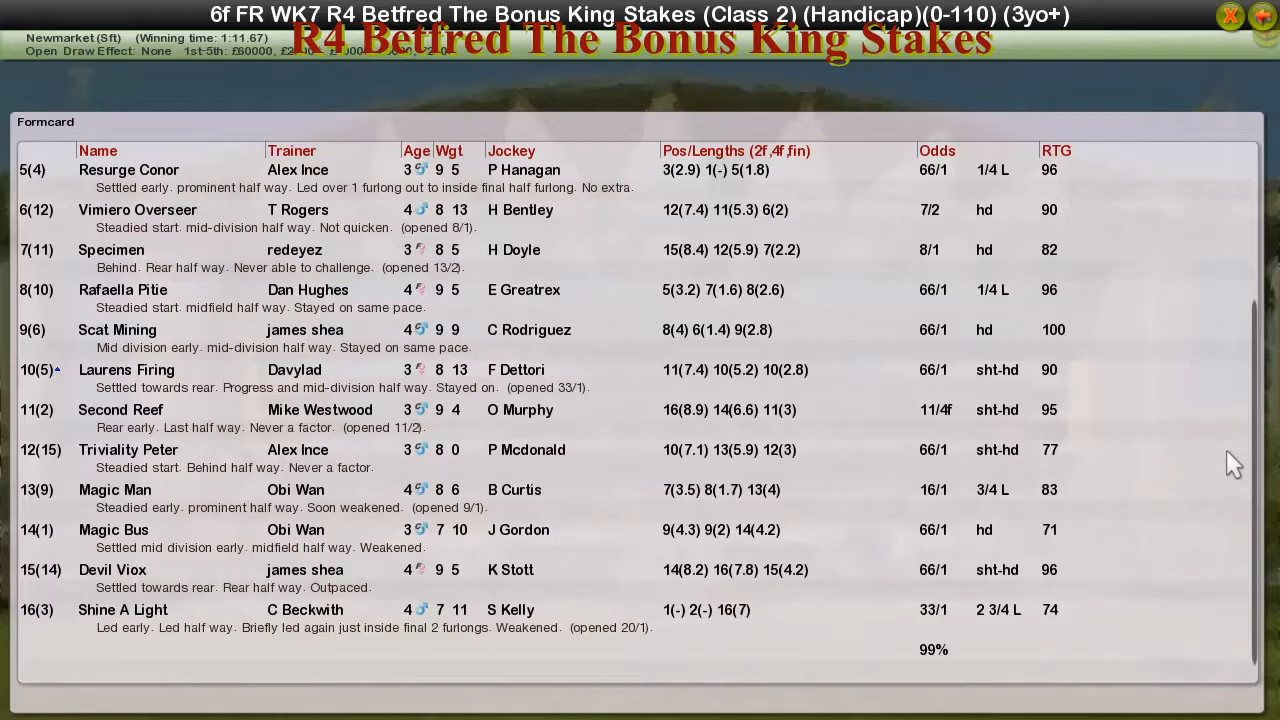 6f FR WK7 R4 Betfred The Bonus King Stakes (Class 2) (Handicap)(0-110) (3yo+)
R4 Betfred The Bonus King Stakes
Newmarket(Sft) (Winning time: 1:11.67)
Open Draw Effect: None 1st-5th: £60000,
Formcard
Name Trainer Age Wgt Jockey Pos/Lengths (2f,4f,fin) Odds RTG
5(4) Resurge Conor Alex Ince 3 9 5 P Hanagan 3(2.9) 1(-) 5(1.8) 66/1 1/4 L 96
Settled early. prominent half way. Led over 1 furlong out to inside final half furlong. No extra.
6(12) Vimiero Overseer T Rogers 4 8 13 H Bentley 12(7.4) 11(5.3) 6(2) 7/2 hd 90
Steadied start. mid-division half way. Not quicken. (opened 8/1).
7(11) Specimen redeyez 3 8 5 H Doyle 15(8.4) 12(5.9) 7(2.2) 8/1 hd 82
Behind. Rear half way. Never able to challenge. (opened 13/2).
8(10) Rafaella Pitie Dan Hughes 4 9 5 E Greatrex 5(3.2) 7(1.6) 8(2.6) 66/1 1/4 L 96
Steadied start. midfield half way. Stayed on same pace.
9(6) Scat Mining james shea 4 9 9 C Rodriguez 8(4) 6(1.4) 9(2.8) 66/1 hd 100
Mid division early. mid-division half way. Stayed on same pace.
10(5) Laurens Firing Davylad 3 8 13 F Dettori 11(7.4) 10(5.2) 10(2.8) 66/1 sht-hd 90
Settled towards rear. Progress and mid-division half way. Stayed on. (opened 33/1).
11(2) Second Reef Mike Westwood 3 9 4 O Murphy 16(8.9) 14(6.6) 11(3) 11/4f sht-hd 95
Rear early. Last half way. Never a factor. (opened 11/2).
12(15) Triviality Peter Alex Ince 3 8 0 P Mcdonald 10(7.1) 13(5.9) 12(3) 66/1 sht-hd 77
Steadied start. Behind half way. Never a factor.
13(9) Magic Man Obi Wan 4 8 6 B Curtis 7(3.5) 8(1.7) 13(4) 16/1 3/4 L 83
Steadied early. prominent half way. Soon weakened. (opened 9/1).
14(1) Magic Bus Obi Wan 3 7 10 J Gordon 9(4.3) 9(2) 14(4.2) 66/1 hd 71
Settled mid division early. midfield half way. Weakened.
15(14) Devil Viox james shea 4 9 5 K Stott 14(8.2) 16(7.8) 15(4.2) 66/1 sht-hd 96
Settled towards rear. Rear half way. Outpaced.
16(3) Shine A Light C Beckwith 4 7 11 S Kelly 1(-) 2(-) 16(7) 33/1 2 3/4 L 74
Led early. Led half way. Briefly led again just inside final 2 furlongs. Weakened. (opened 20/1).
99%